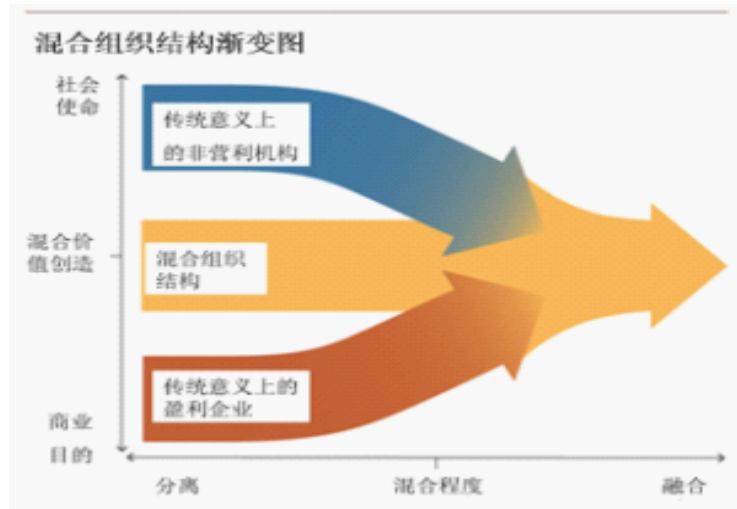 混合组织结构渐变图
社会
使命
传统意义上
的非营利机构
混合价
值创造
混合组织
结构
传统意义上的
盈利企业
商业
目的
分离
混合程度
融合